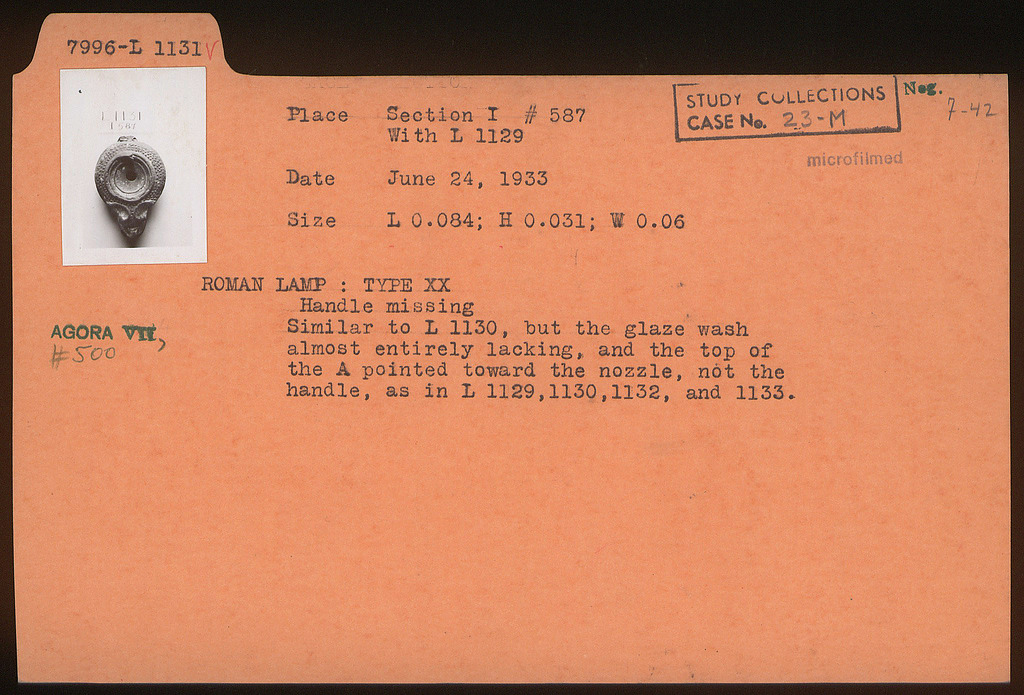 7996-L 1131 v
L 1131
I 587
Place Section I # 587
With L 1129
STUDY COLLECTIONS
CASE No. 23-M
Neg.
7-42
microfilmed
Date June 24, 1933
Size L 0.084; H 0.031; W 0.06
ROMAN LAMP : TYPE XX
Handle missing
Similar to L 1130, but the glaze wash
almost entirely lacking, and the top of
the A pointed toward the nozzle, not the
handle, as in L 1129,1130,1132, and 1133.
AGORA VII,
#500